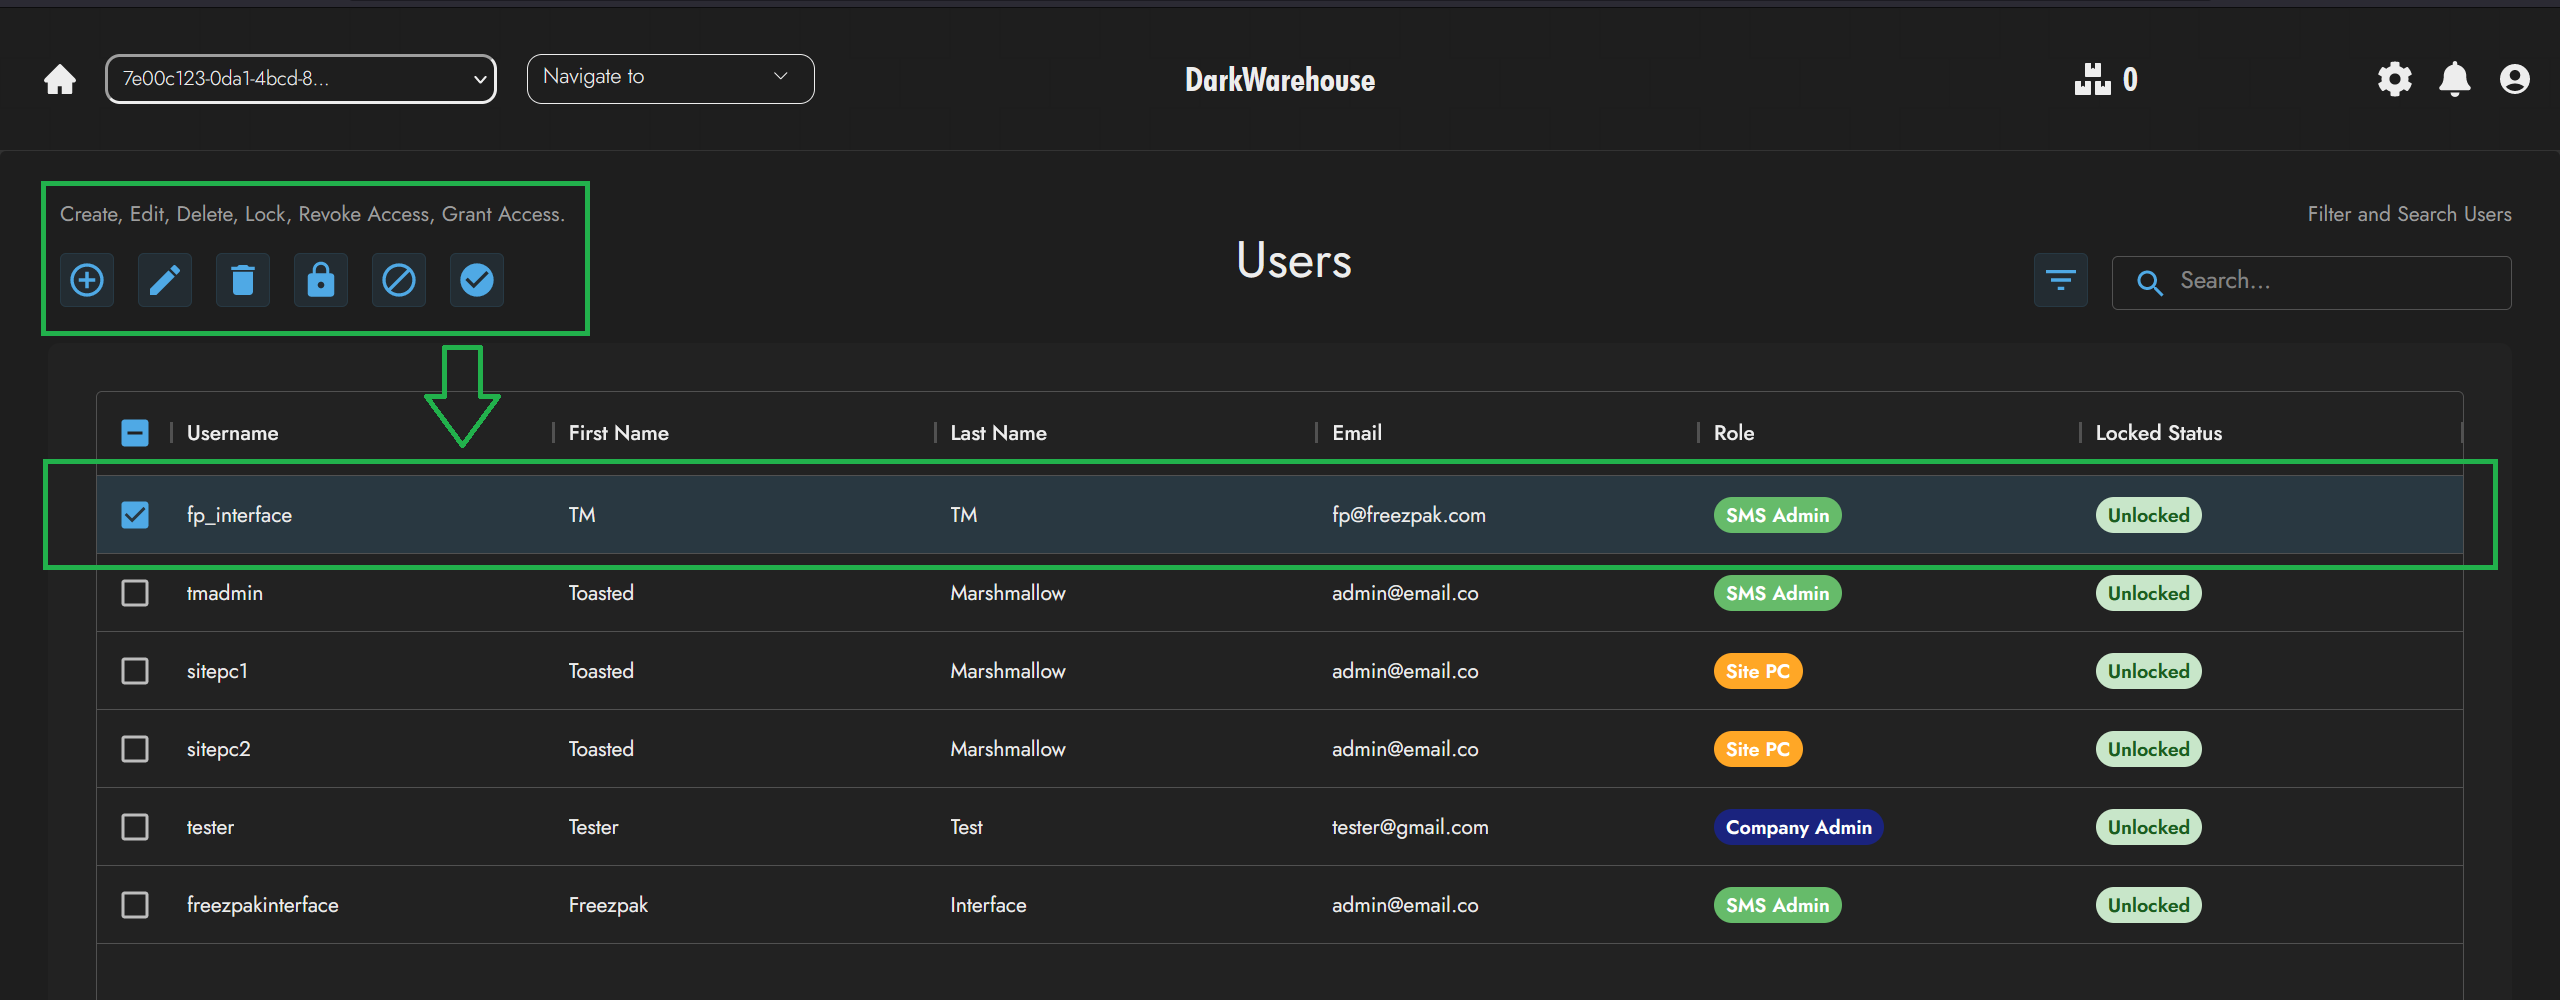 7e00c123-0da1-4bcd-8...
Navigate to
DarkWarehouse
0
Create, Edit, Delete, Lock, Revoke Access, Grant Access.
Filter and Search Users
Users
Search...
Username First Name Last Name Email Role Locked Status
fp_interface TM TM fp@freezpak.com SMS Admin Unlocked
tmadmin Toasted Marshmallow admin@email.co SMS Admin Unlocked
sitepc1 Toasted Marshmallow admin@email.co Site PC Unlocked
sitepc2 Toasted Marshmallow admin@email.co Site PC Unlocked
tester Tester Test tester@gmail.com Company Admin Unlocked
freezpakinterface Freezpak Interface admin@email.co SMS Admin Unlocked